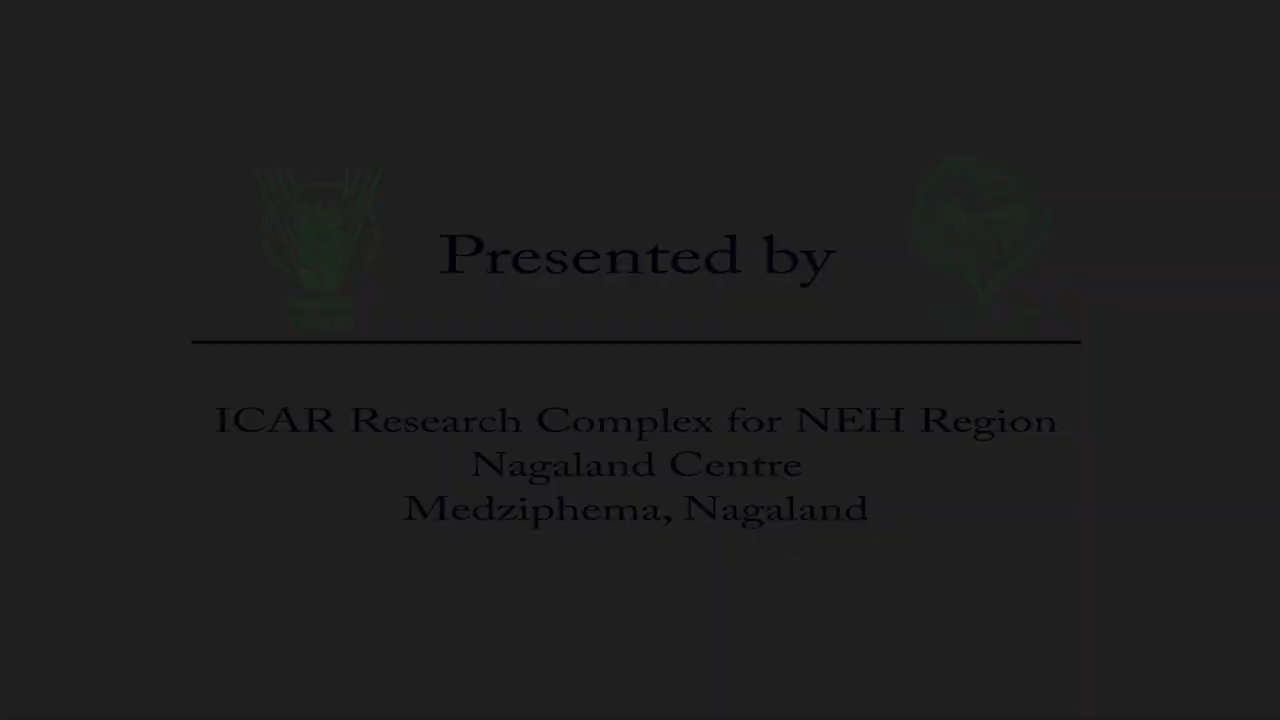 Presented by
ICAR Research Complex for NEH Region
Nagaland Centre
Medziphema, Nagaland